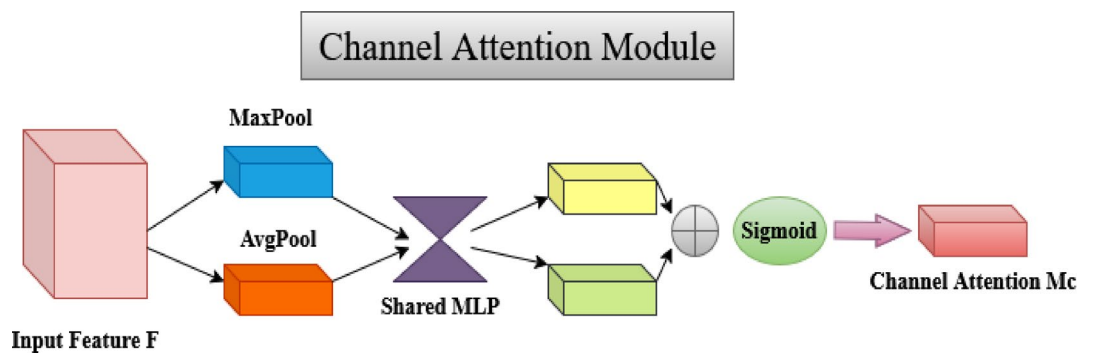 Channel Attention Module
MaxPool
AvgPool
Sigmoid
Shared MLP
Channel Attention Mc
Input Feature F